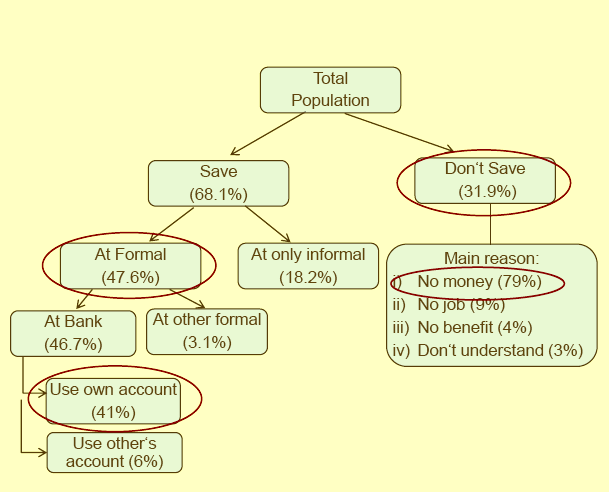 Total
Population
Save
(68.1%)
Don't Save
(31.9%)
At Formal
(47.6%)
At only informal
(18.2%)
Main reason:
i) No money (79%)
ii) No job (9%)
iii) No benefit (4%)
iv) Don't understand (3%)
At Bank
(46.7%)
At other formal
(3.1%)
Use own account
(41%)
Use other's
account (6%)